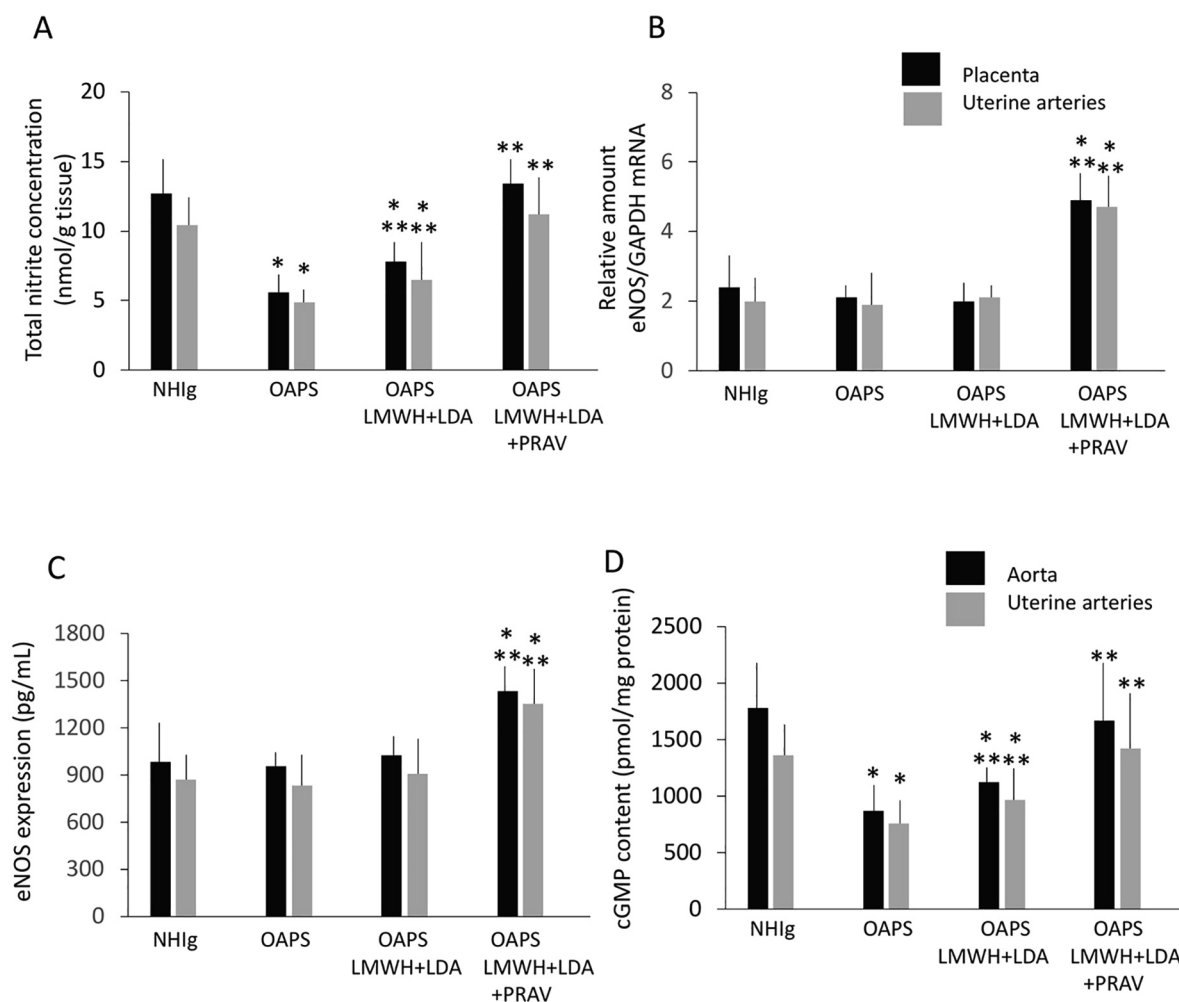 A
Total nitrite concentration
(nmol/g tissue)
20
15
10
5
0
* *
* *
** **
** **
NHIg OAPS OAPS OAPS
LMWH+LDA LMWH+LDA
+PRAV
B
Placenta
Uterine arteries
Relative amount
eNOS/GAPDH mRNA
8
6
4
2
0
* *
** **
NHIg OAPS OAPS OAPS
LMWH+LDA LMWH+LDA
+PRAV
C
eNOS expression (pg/mL)
1800
1500
1200
900
600
300
0
* *
** **
NHIg OAPS OAPS OAPS
LMWH+LDA LMWH+LDA
+PRAV
D
Aorta
Uterine arteries
cGMP content (pmol/mg protein)
2500
2000
1500
1000
500
0
* *
* *
** **
** **
NHIg OAPS OAPS OAPS
LMWH+LDA LMWH+LDA
+PRAV